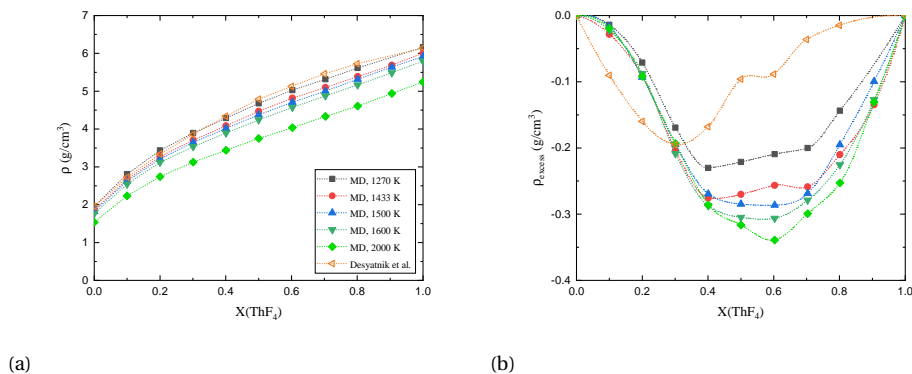 7
6
5
4
3
2
1
0
ρ (g/cm³)
0.0 0.2 0.4 0.6 0.8 1.0
X(ThF₄)
MD, 1270 K
MD, 1433 K
MD, 1500 K
MD, 1600 K
MD, 2000 K
Desyatnik et al.
(a)
0.0
-0.1
-0.2
-0.3
-0.4
ρexcess (g/cm³)
0.0 0.2 0.4 0.6 0.8 1.0
X(ThF₄)
(b)